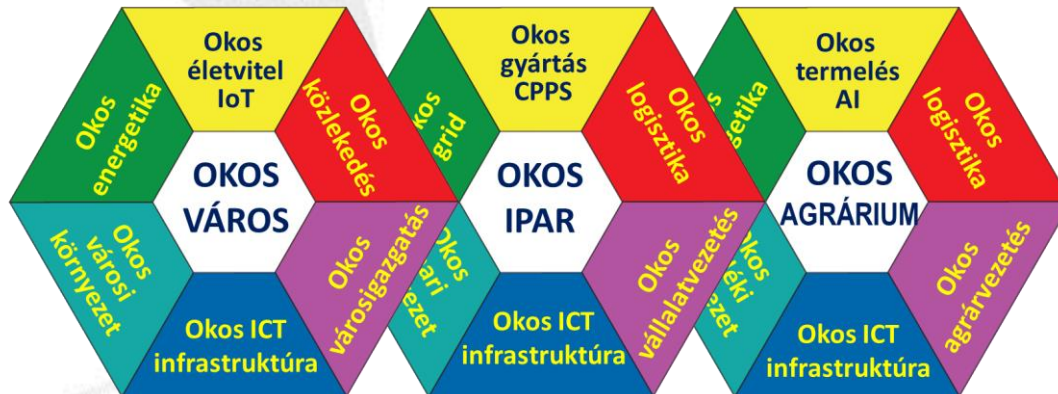 Okos
életvitel
IoT
Okos
közlekedés
Okos
városigazgatás
Okos ICT
infrastruktúra
Okos
városi
környezet
Okos
energetika
OKOS
VÁROS
Okos
gyártás
CPPS
Okos
logisztika
Okos
vállalatvezetés
Okos ICT
infrastruktúra
grid
OKOS
IPAR
Okos
termelés
AI
Okos
logisztika
Okos
agrárvezetés
Okos ICT
infrastruktúra
OKOS
AGRÁRIUM